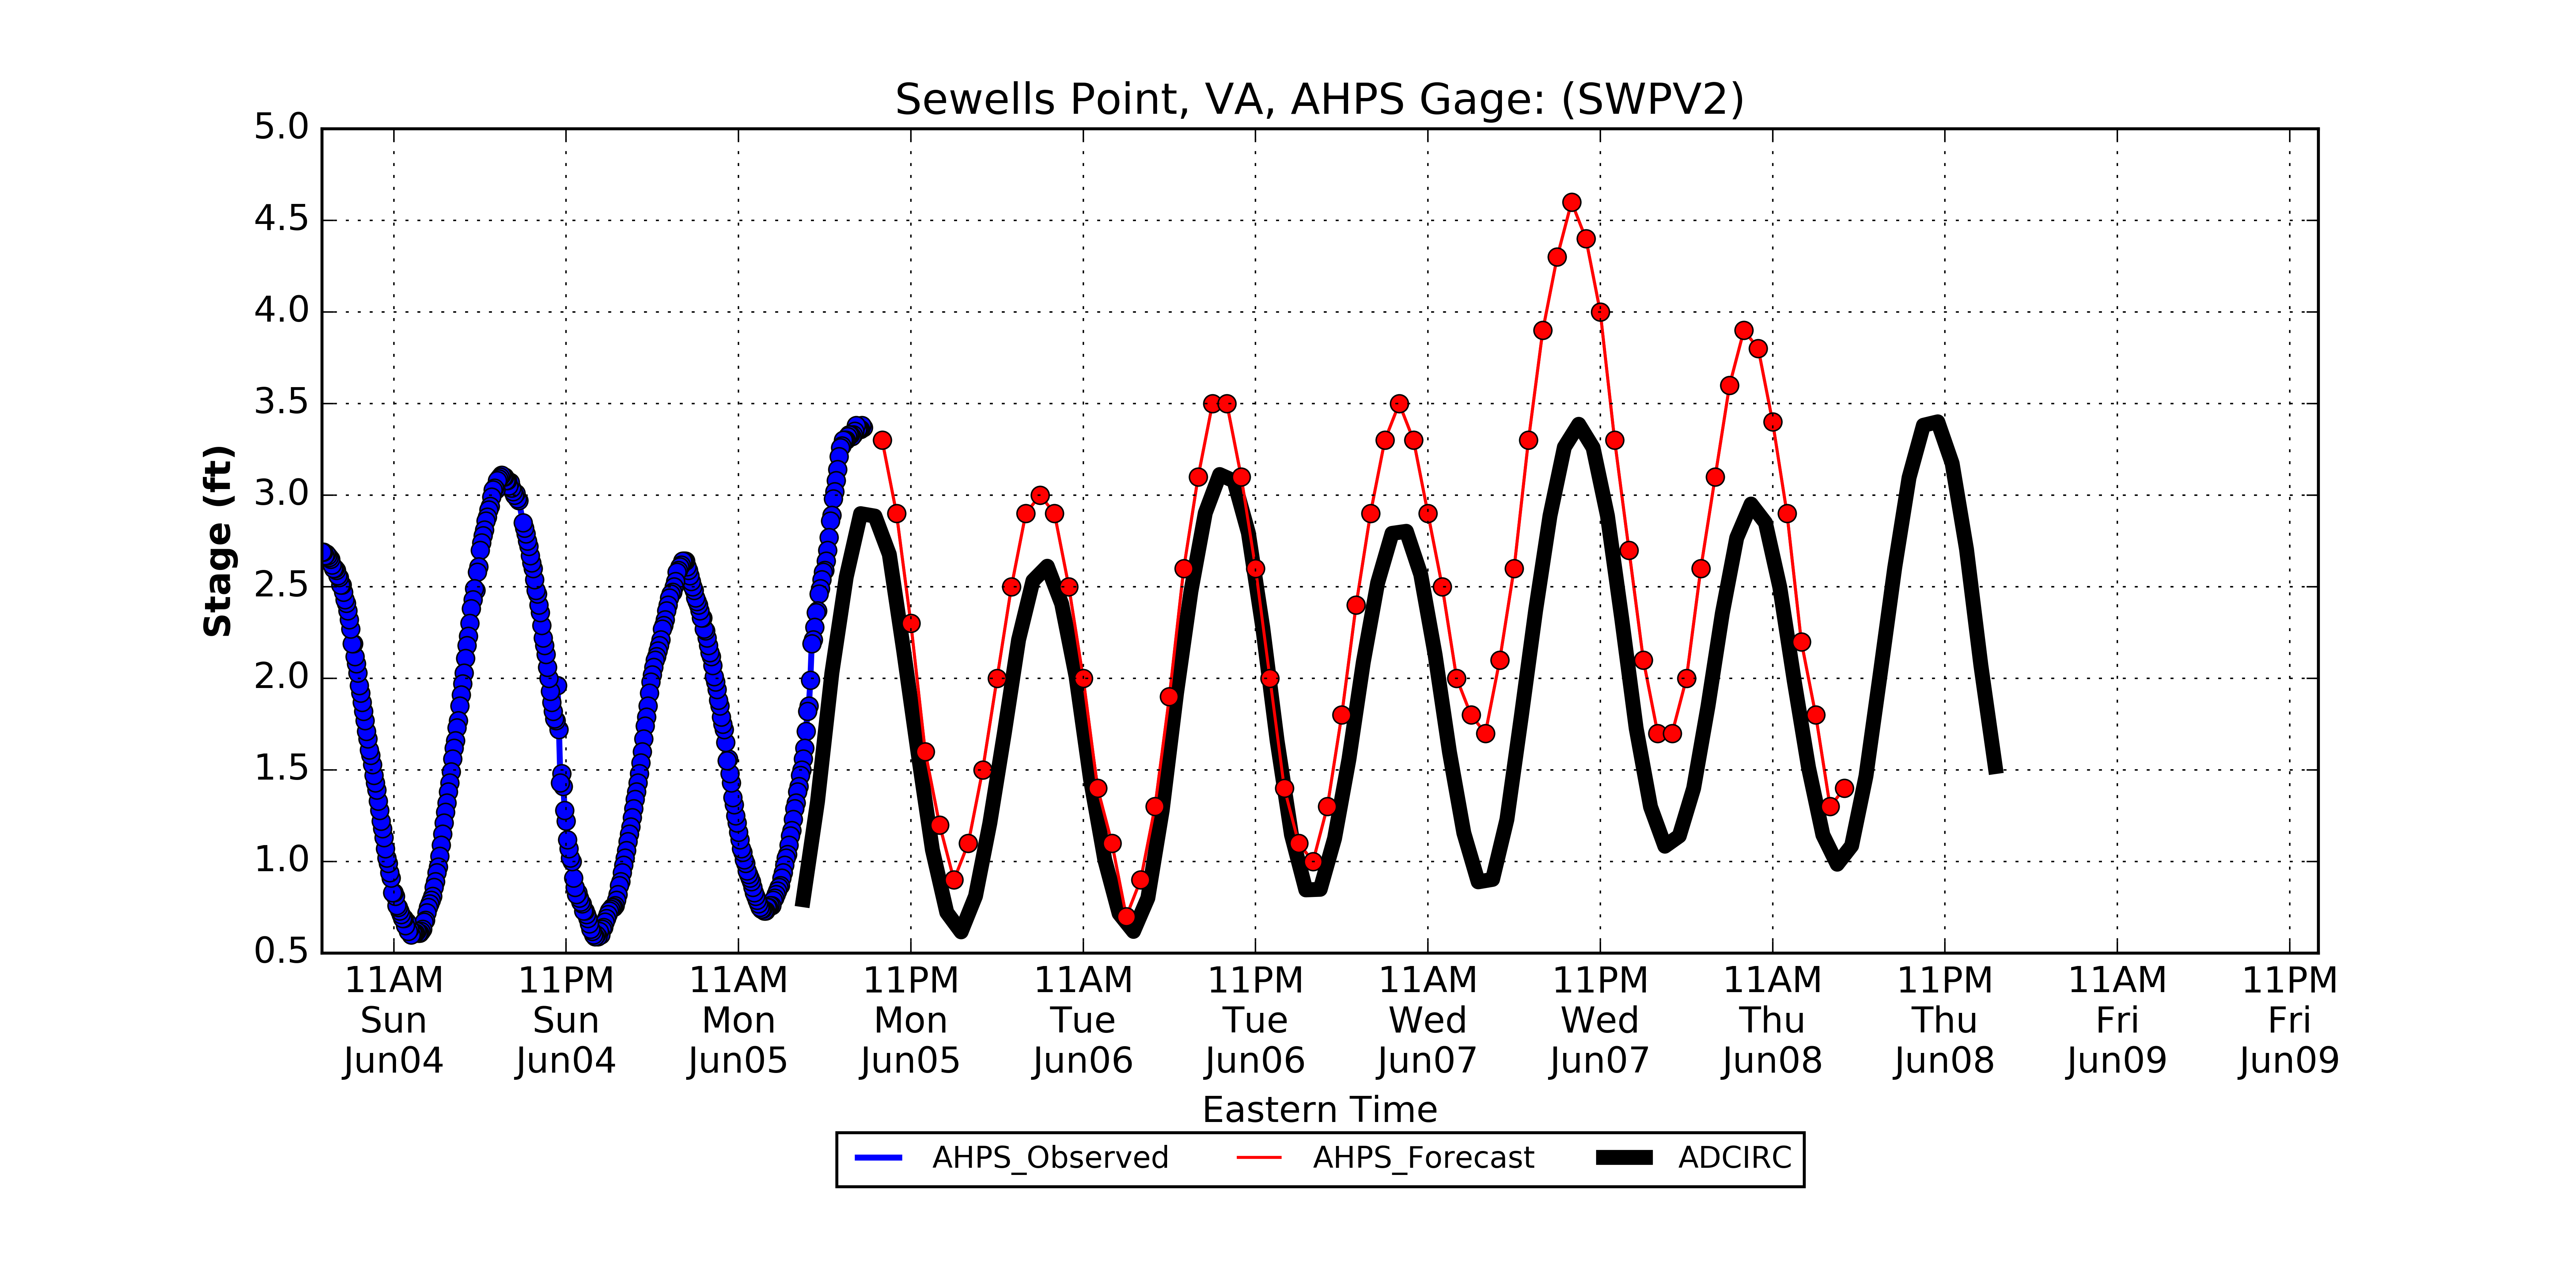 Sewells Point, VA, AHPS Gage: (SWPV2)
5.0
4.5
4.0
3.5
3.0
2.5
2.0
1.5
1.0
0.5
Stage (ft)
11AM 11PM 11AM 11PM 11AM 11PM 11AM 11PM 11AM 11PM 11AM 11PM
Sun Sun Mon Mon Tue Tue Wed Wed Thu Thu Fri Fri
Jun04 Jun04 Jun05 Jun05 Jun06 Jun06 Jun07 Jun07 Jun08 Jun08 Jun09 Jun09
Eastern Time
AHPS_Observed AHPS_Forecast ADCIRC